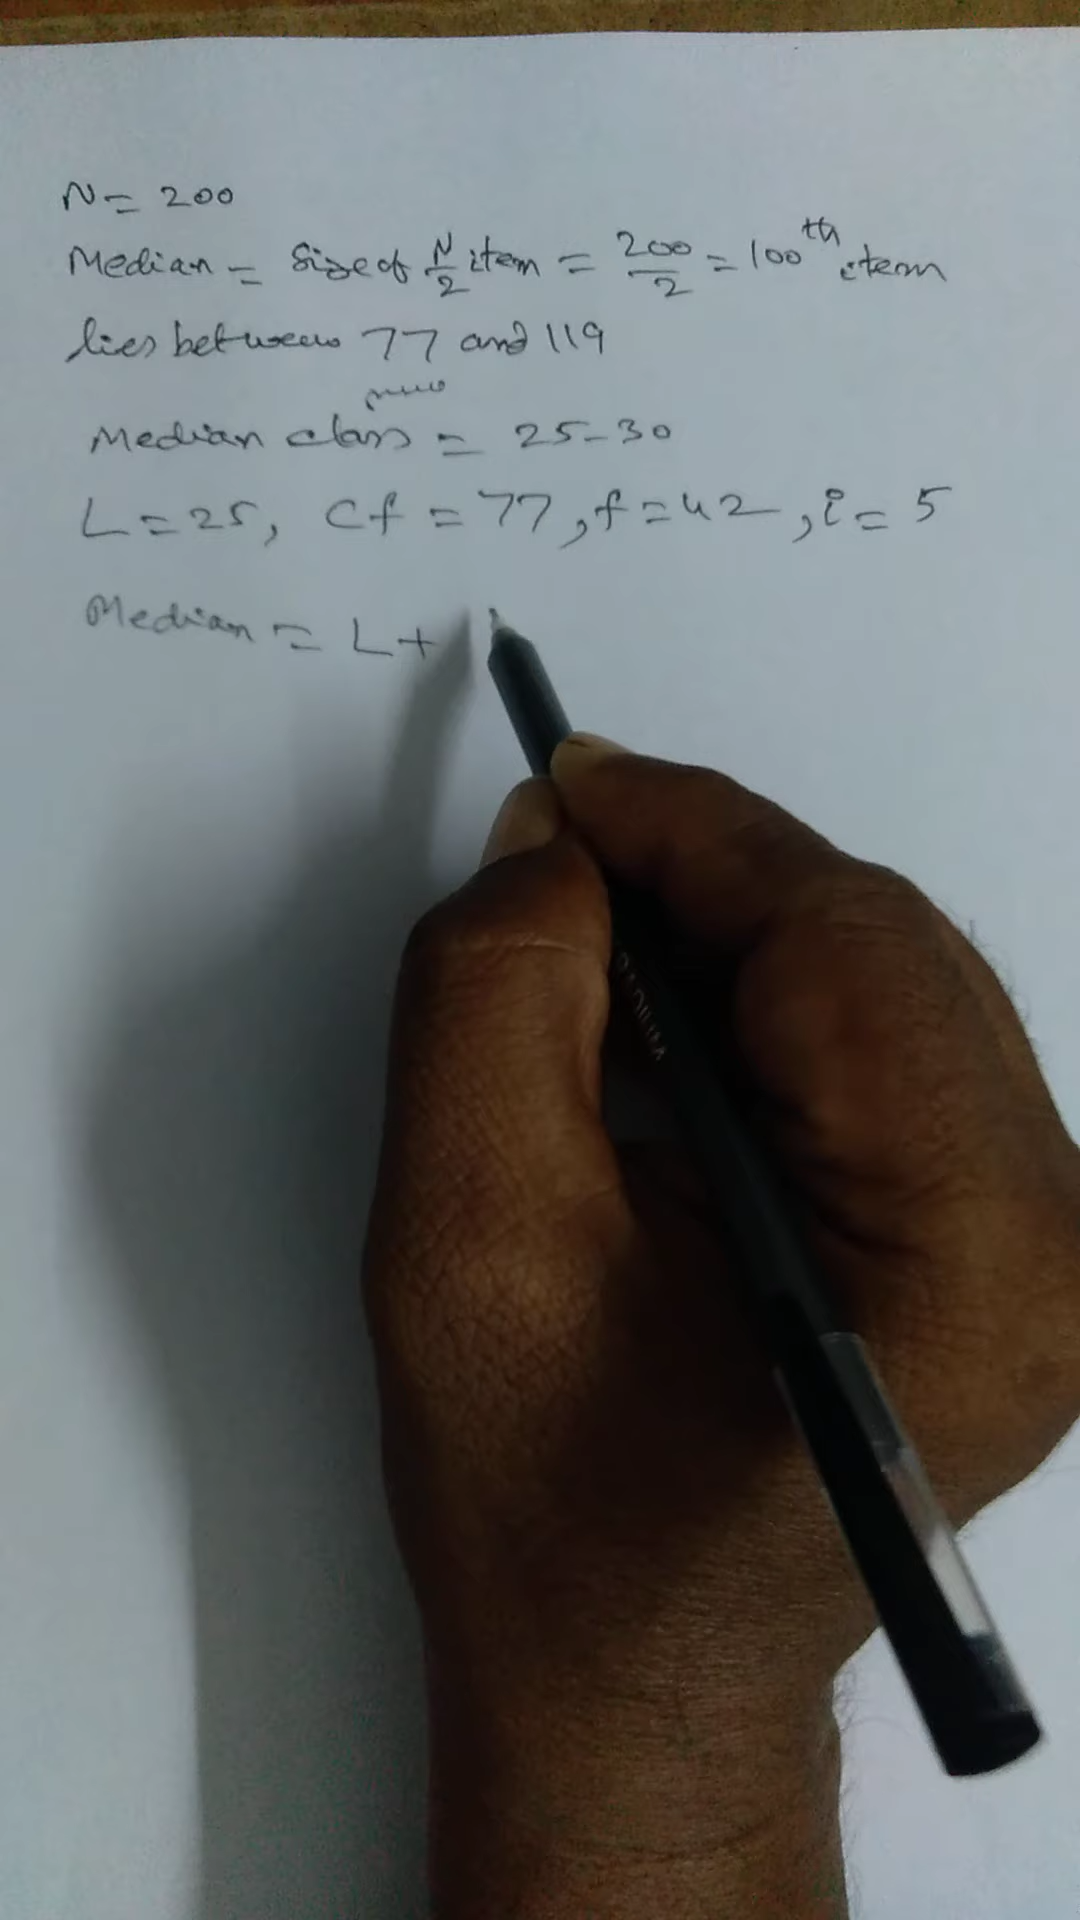 N = 200
Median = Size of N/2 item = 200/2 = 100th item
lies between 77 and 119
Median class = 25-30
L = 25, Cf = 77, f = 42, i = 5
Median = L +